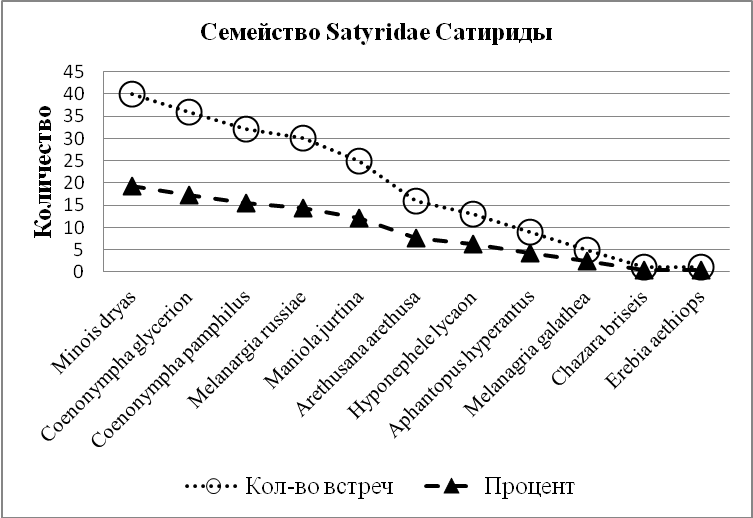 Семейство Satyridae Сатириды
Количество
45
40
35
30
25
20
15
10
5
0
Minois dryas
Coenonympha glycerion
Coenonympha pamphilus
Melanargia russiae
Maniola jurtina
Arethusana arethusa
Hyponephele lycaon
Aphantopus hyperantus
Melanagria galathea
Chazara briseis
Erebia aethiops
Кол-во встреч
Процент